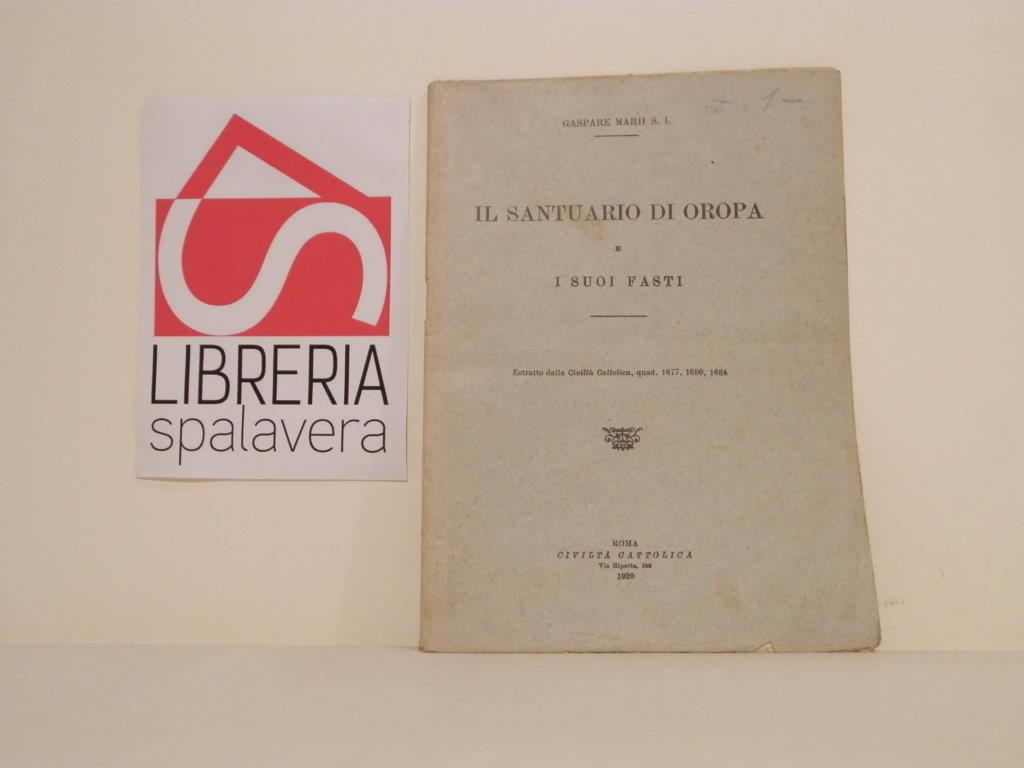 LIBRERIA
spalavera
GASPARE MARII S. I.
IL SANTUARIO DI OROPA
E
I SUOI FASTI
Estratto dalla Civiltà Cattolica, quad. 1677, 1680, 1684
ROMA
CIVILTÀ CATTOLICA
Via Ripetta, 246
1920